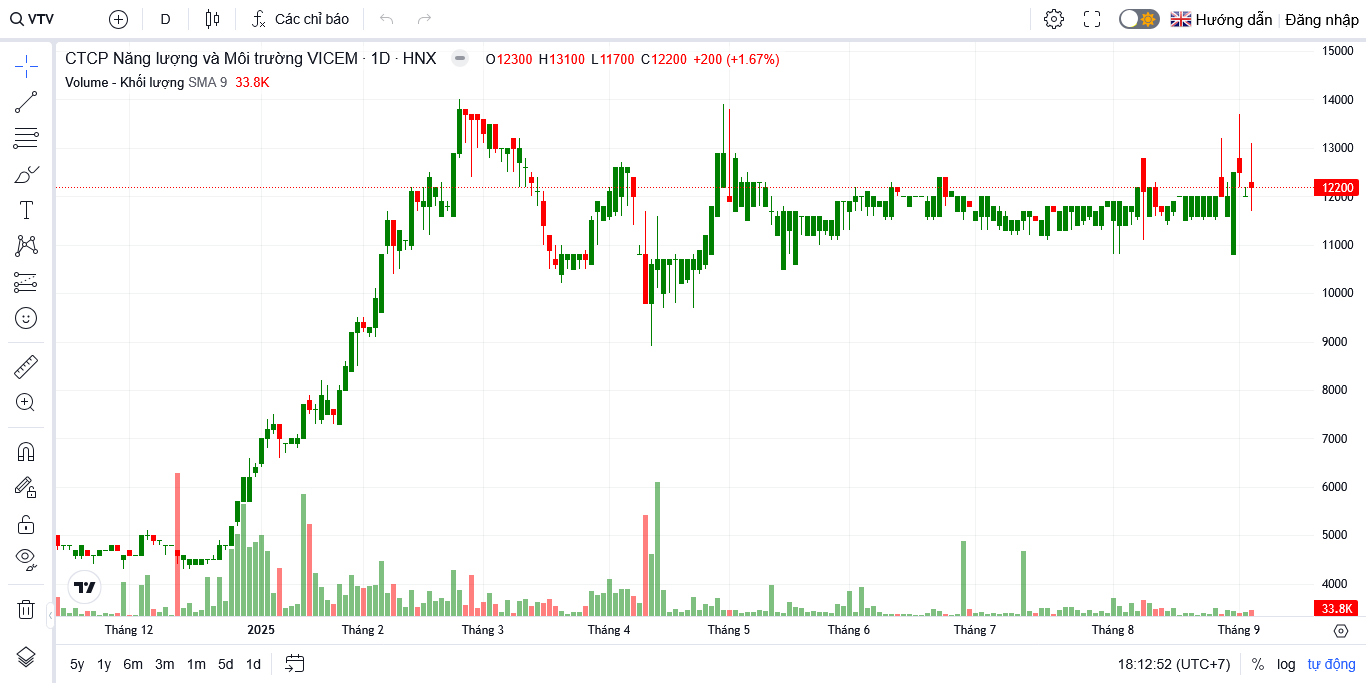 VTV D Các chỉ báo Hướng dẫn Đăng nhập
CTCP Năng lượng và Môi trường VICEM · 1D · HNX O12300 H13100 L11700 C12200 +200 (+1.67%)
Volume - Khối lượng SMA 9 33.8K
15000
14000
13000
12200
12000
11000
10000
9000
8000
7000
6000
5000
4000
33.8K
Tháng 12 2025 Tháng 2 Tháng 3 Tháng 4 Tháng 5 Tháng 6 Tháng 7 Tháng 8 Tháng 9
5y 1y 6m 3m 1m 5d 1d 18:12:52 (UTC+7) % log tự động